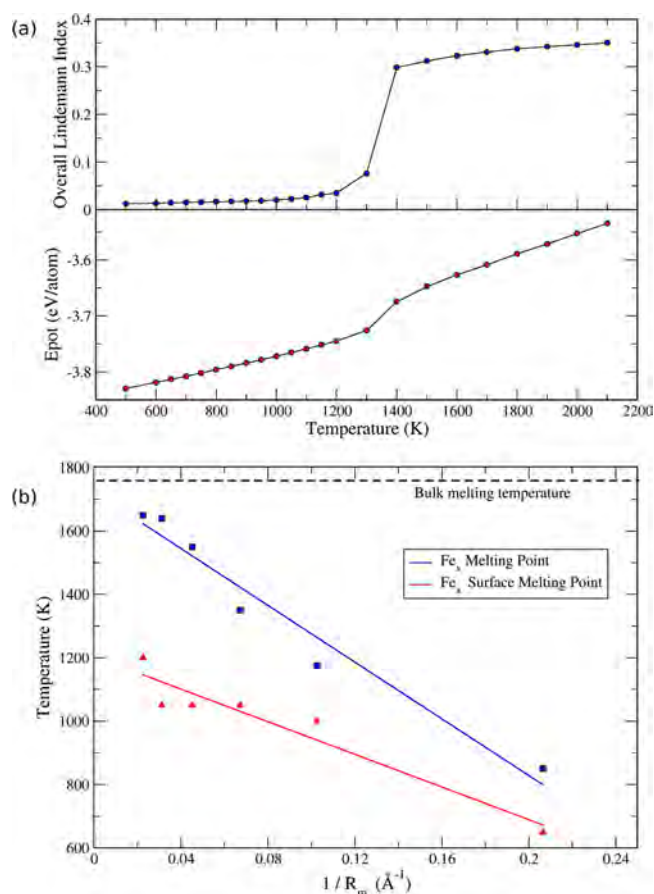 (a)
0.4
0.3
0.2
0.1
0
Overall Lindemann Index
-3.6
-3.7
-3.8
Epot (eV/atom)
400 600 800 1000 1200 1400 1600 1800 2000 2200
Temperature (K)
(b)
1800
1600
1400
1200
1000
800
600
Temperature (K)
Bulk melting temperature
Feₓ Melting Point
Feₓ Surface Melting Point
0 0.04 0.08 0.12 0.16 0.2 0.24
1 / Rₘ (Å⁻¹)